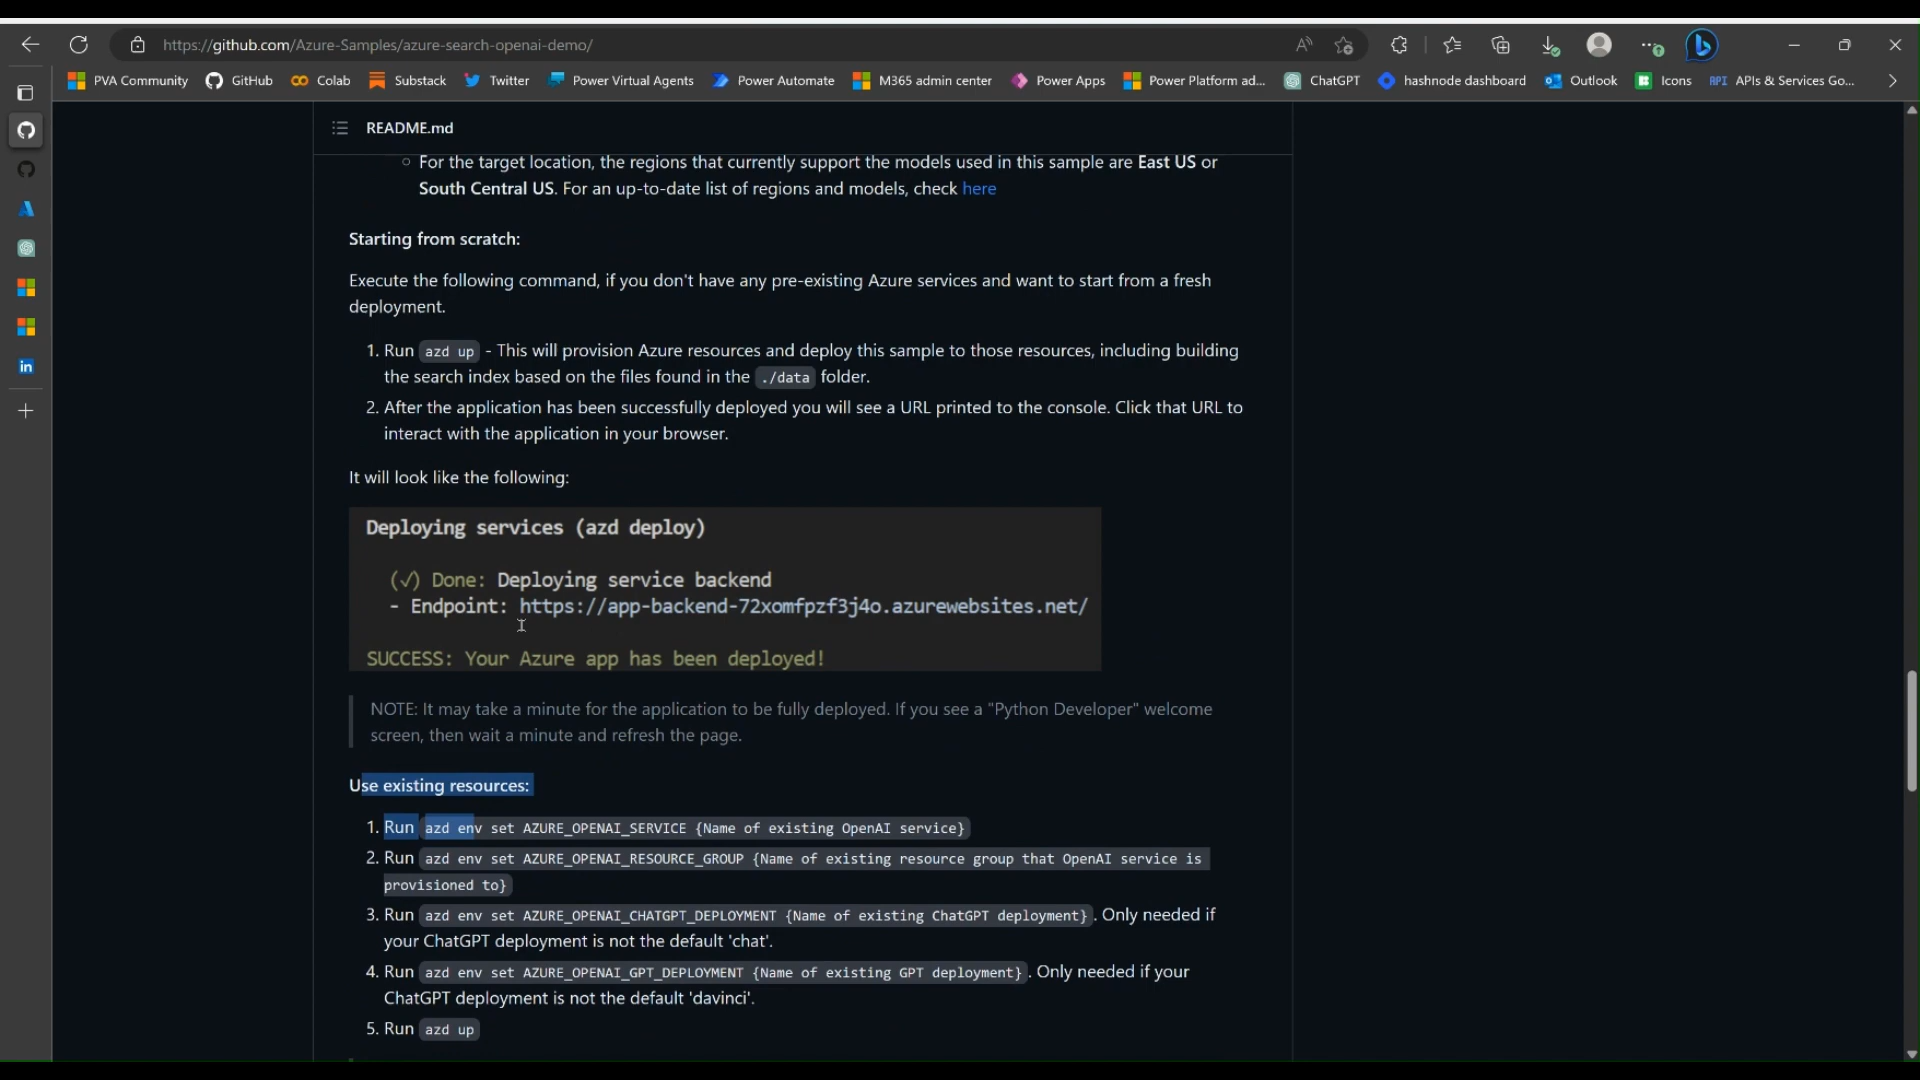 https://github.com/Azure-Samples/azure-search-openai-demo/
PVA Community GitHub Colab Substack Twitter Power Virtual Agents Power Automate M365 admin center Power Apps Power Platform ad... ChatGPT hashnode dashboard Outlook Icons API APIs & Services Go...
README.md
For the target location, the regions that currently support the models used in this sample are East US or
South Central US. For an up-to-date list of regions and models, check here
Starting from scratch:
Execute the following command, if you don't have any pre-existing Azure services and want to start from a fresh
deployment.
1. Run azd up - This will provision Azure resources and deploy this sample to those resources, including building
the search index based on the files found in the ./data folder.
2. After the application has been successfully deployed you will see a URL printed to the console. Click that URL to
interact with the application in your browser.
It will look like the following:
Deploying services (azd deploy)
(✓) Done: Deploying service backend
- Endpoint: https://app-backend-72xomfpzf3j4o.azurewebsites.net/
SUCCESS: Your Azure app has been deployed!
NOTE: It may take a minute for the application to be fully deployed. If you see a "Python Developer" welcome
screen, then wait a minute and refresh the page.
Use existing resources:
1. Run azd env set AZURE_OPENAI_SERVICE {Name of existing OpenAI service}
2. Run azd env set AZURE_OPENAI_RESOURCE_GROUP {Name of existing resource group that OpenAI service is
provisioned to}
3. Run azd env set AZURE_OPENAI_CHATGPT_DEPLOYMENT {Name of existing ChatGPT deployment}. Only needed if
your ChatGPT deployment is not the default 'chat'.
4. Run azd env set AZURE_OPENAI_GPT_DEPLOYMENT {Name of existing GPT deployment}. Only needed if your
ChatGPT deployment is not the default 'davinci'.
5. Run azd up